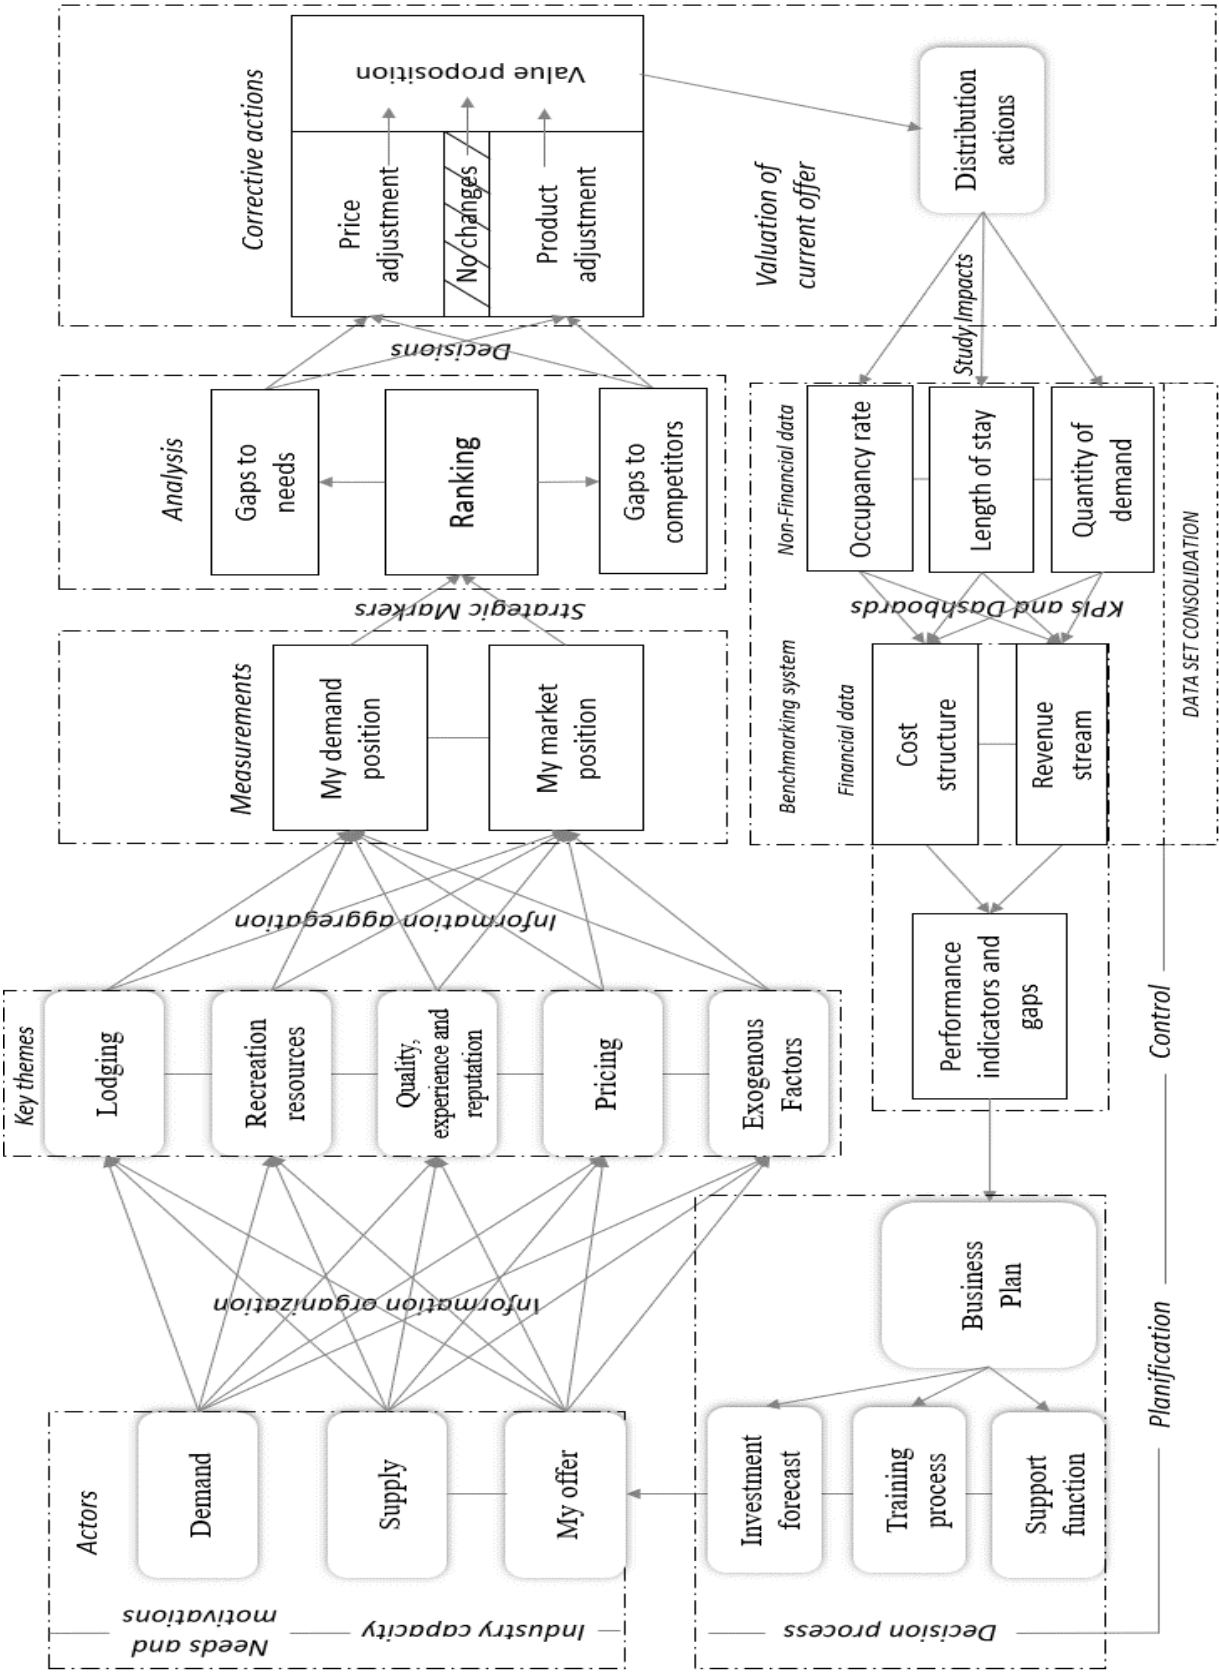 Actors
Demand
Supply
My offer
Needs and
motivations
Industry capacity
Information organization
Key themes
Lodging
Recreation
resources
Quality,
experience and
reputation
Pricing
Exogenous
Factors
Information aggregation
Measurements
My demand
position
My market
position
Strategic Markers
Analysis
Gaps to
needs
Ranking
Gaps to
competitors
Decisions
Corrective actions
Price
adjustment
No changes
Product
adjustment
Value proposition
Valuation of
current offer
Distribution
actions
Study Impacts
Non-Financial data
Occupancy rate
Length of stay
Quantity of
demand
KPIs and Dashboards
Benchmarking system
Financial data
Cost
structure
Revenue
stream
DATA SET CONSOLIDATION
Performance
indicators and
gaps
Control
Business
Plan
Planification
Investment
forecast
Training
process
Support
function
Decision process